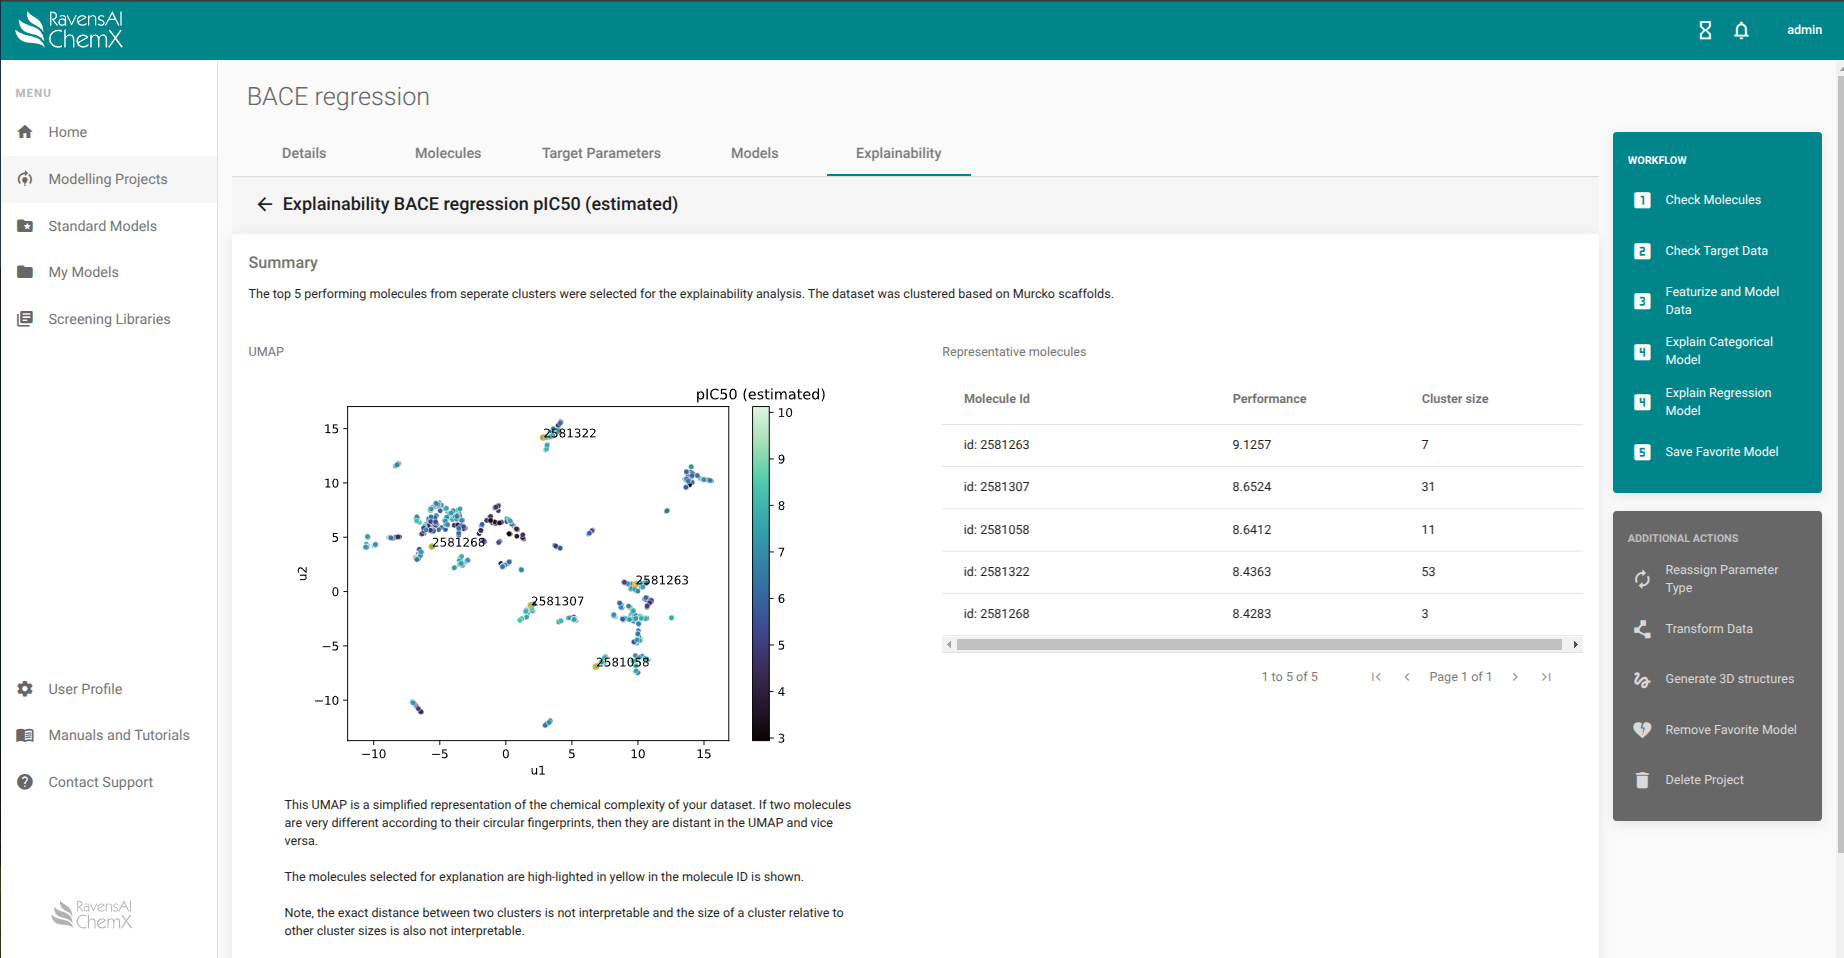 RavensAI
ChemX
admin
MENU
Home
Modelling Projects
Standard Models
My Models
Screening Libraries
User Profile
Manuals and Tutorials
Contact Support
RavensAI
ChemX
BACE regression
Details
Molecules
Target Parameters
Models
Explainability
Explainability BACE regression pIC50 (estimated)
Summary
The top 5 performing molecules from seperate clusters were selected for the explainability analysis. The dataset was clustered based on Murcko scaffolds.
UMAP
pIC50 (estimated)
15
10
5
0
−5
−10
u2
−10
−5
0
5
10
15
u1
2581322
2581268
2581263
2581307
2581058
10
9
8
7
6
5
4
3
This UMAP is a simplified representation of the chemical complexity of your dataset. If two molecules
are very different according to their circular fingerprints, then they are distant in the UMAP and vice
versa.
The molecules selected for explanation are high-lighted in yellow in the molecule ID is shown.
Note, the exact distance between two clusters is not interpretable and the size of a cluster relative to
other cluster sizes is also not interpretable.
Representative molecules
Molecule Id Performance Cluster size
id: 2581263 9.1257 7
id: 2581307 8.6524 31
id: 2581058 8.6412 11
id: 2581322 8.4363 53
id: 2581268 8.4283 3
1 to 5 of 5
Page 1 of 1
WORKFLOW
1 Check Molecules
2 Check Target Data
3 Featurize and Model
Data
4 Explain Categorical
Model
4 Explain Regression
Model
5 Save Favorite Model
ADDITIONAL ACTIONS
Reassign Parameter
Type
Transform Data
Generate 3D structures
Remove Favorite Model
Delete Project